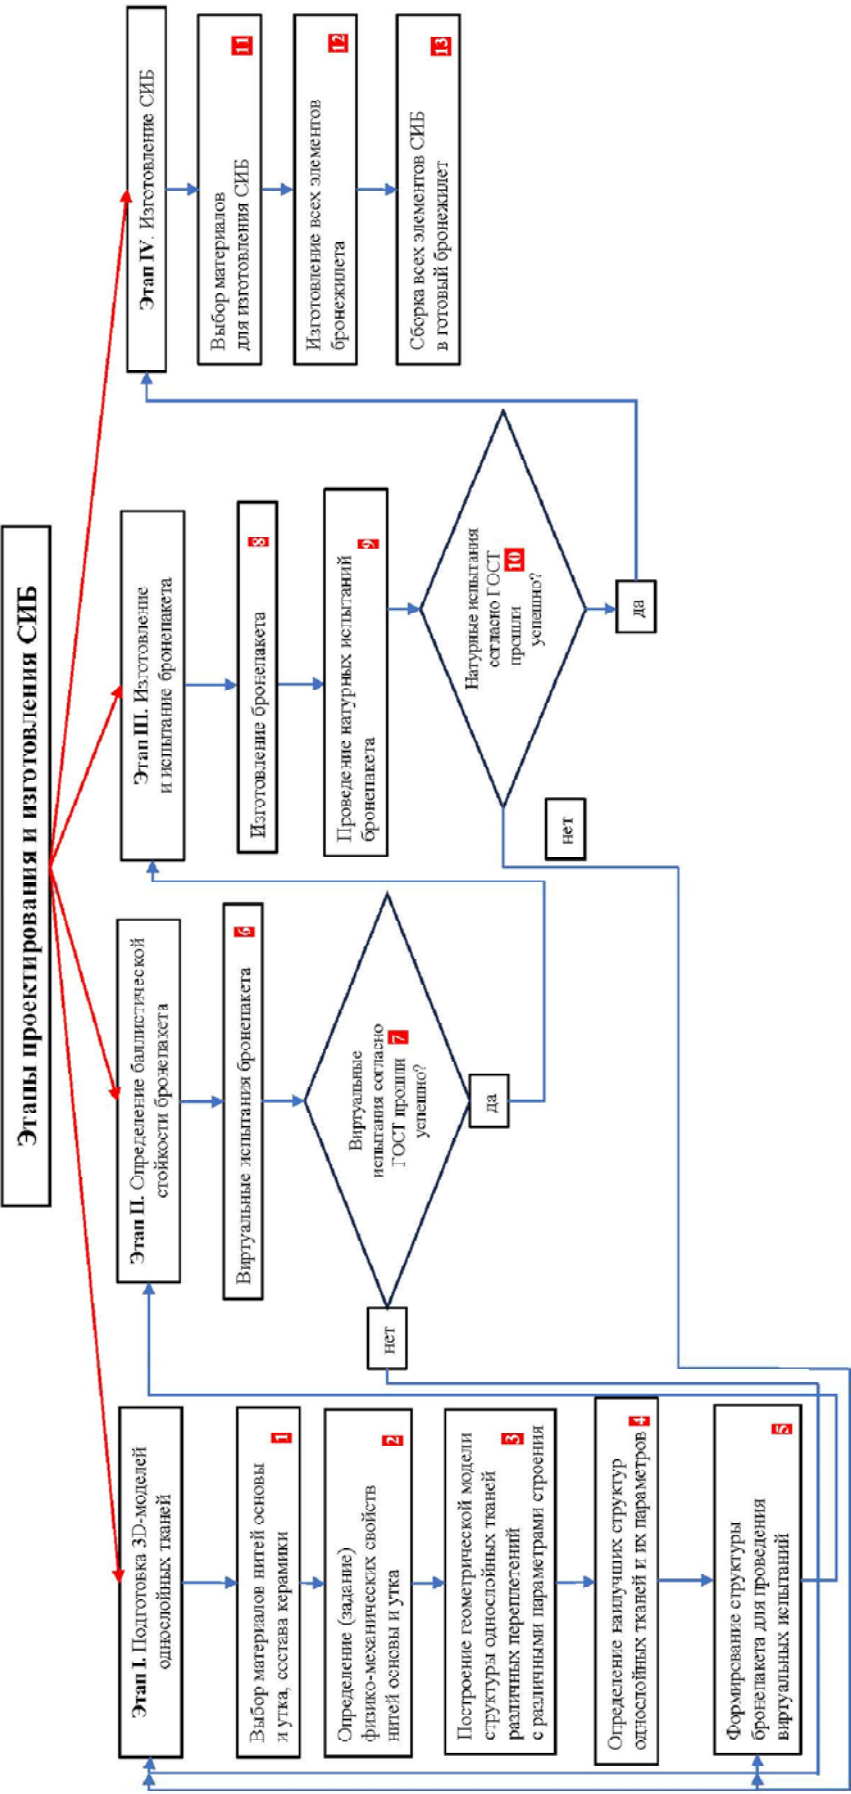 Этапы проектирования и изготовления СИБ
Этап I. Подготовка 3D-моделей
однослойных тканей
Выбор материалов нитей основы
и утка, состава керамики
1
Определение (задание)
физико-механических свойств
нитей основы и утка
2
Построение геометрической модели
структуры однослойных тканей
различных переплетений
с различными параметрами строения
3
Определение наилучших структур
однослойных тканей и их параметров
4
Формирование структуры
бронепакета для проведения
виртуальных испытаний
5
Этап II. Определение баллистической
стойкости бронепакета
Виртуальные испытания бронепакета
6
Виртуальные
испытания согласно
ГОСТ прошли
успешно?
7
нет
да
Этап III. Изготовление
и испытание бронепакета
Изготовление бронепакета
8
Проведение натурных испытаний
бронепакета
9
Натурные испытания
согласно ГОСТ
прошли
успешно?
10
нет
да
Этап IV. Изготовление СИБ
Выбор материалов
для изготовления СИБ
11
Изготовление всех элементов
бронежилета
12
Сборка всех элементов СИБ
в готовый бронежилет
13